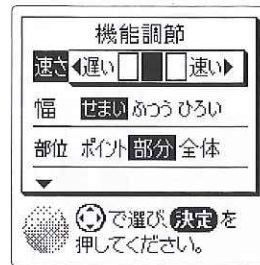 機能調節
速さ ◀遅い□■□速い▶
幅 せまい ふつう ひろい
部位 ポイント 部分 全体
▼
で選び、決定を
押してください。